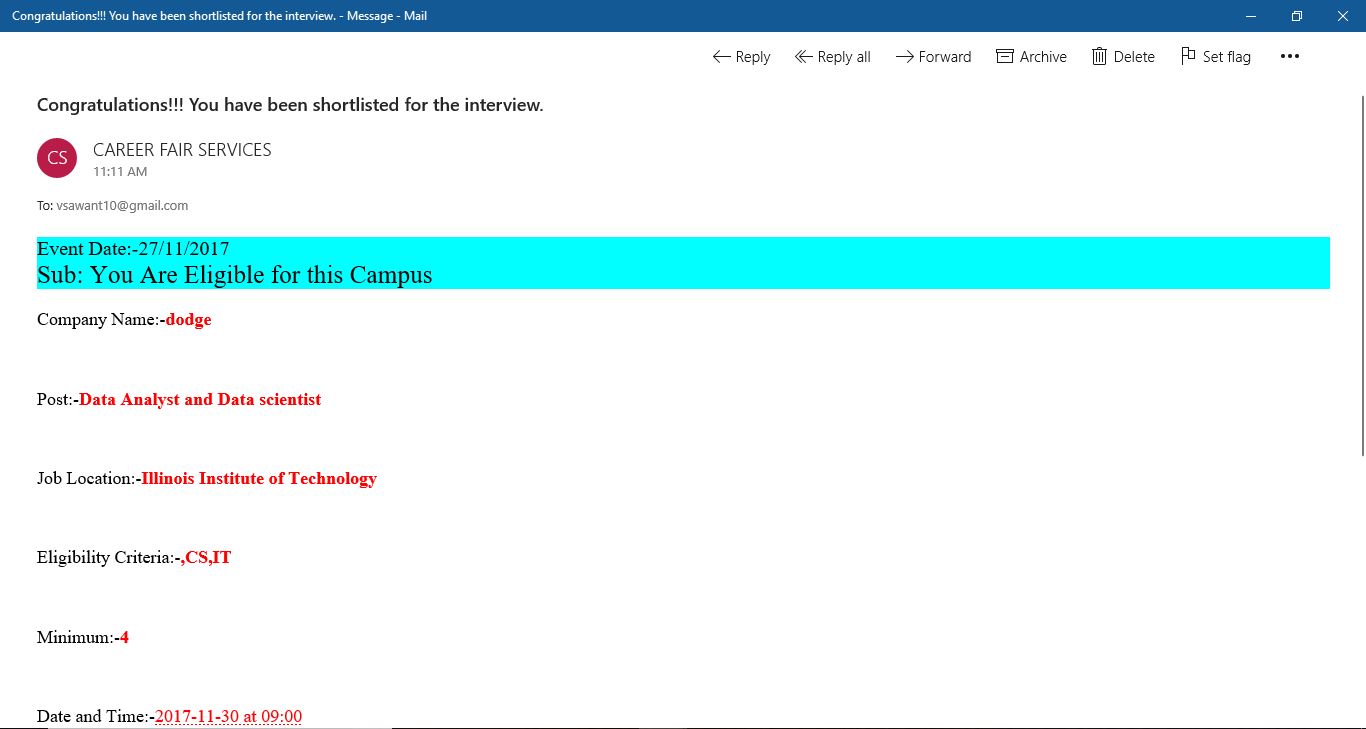 Congratulations!!! You have been shortlisted for the interview. - Message - Mail
Reply Reply all Forward Archive Delete Set flag
Congratulations!!! You have been shortlisted for the interview.
CS
CAREER FAIR SERVICES
11:11 AM
To: vsawant10@gmail.com
Event Date:-27/11/2017
Sub: You Are Eligible for this Campus
Company Name:-dodge
Post:-Data Analyst and Data scientist
Job Location:-Illinois Institute of Technology
Eligibility Criteria:-,CS,IT
Minimum:-4
Date and Time:-2017-11-30 at 09:00